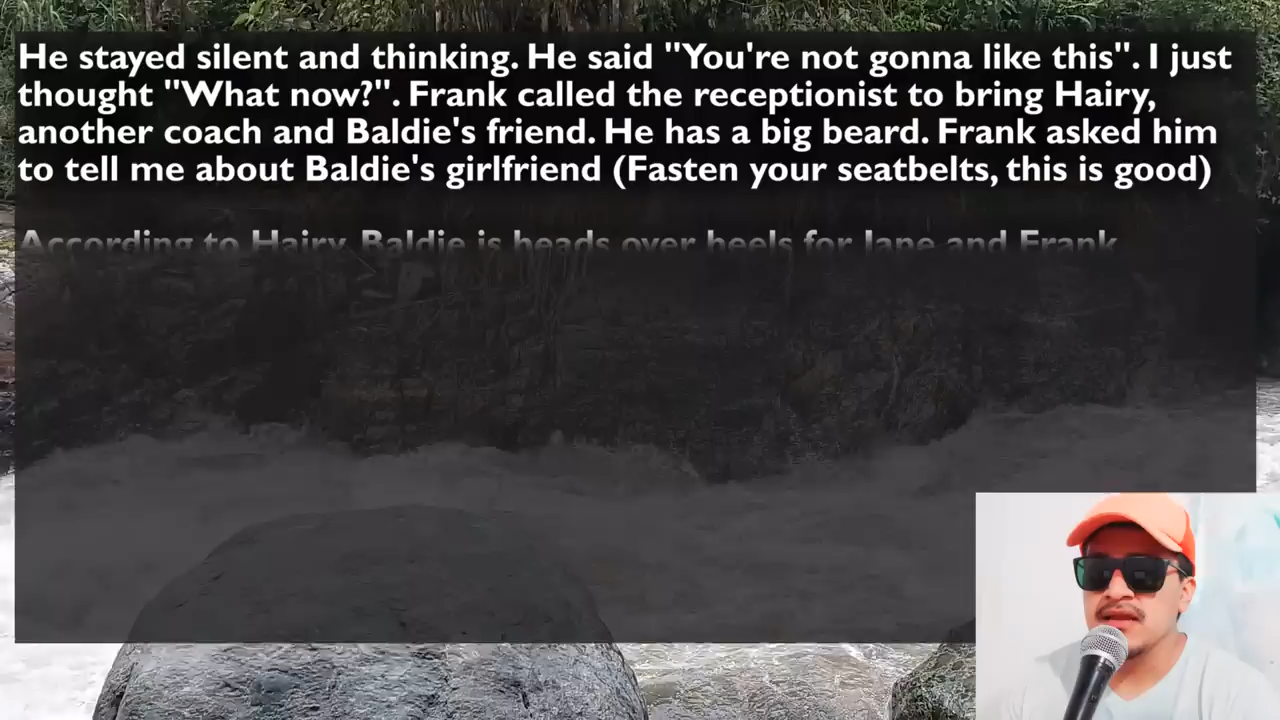 He stayed silent and thinking. He said "You're not gonna like this". I just
thought "What now?". Frank called the receptionist to bring Hairy,
another coach and Baldie's friend. He has a big beard. Frank asked him
to tell me about Baldie's girlfriend (Fasten your seatbelts, this is good)
According to Hairy, Baldie is heads over heels for Jane and Frank